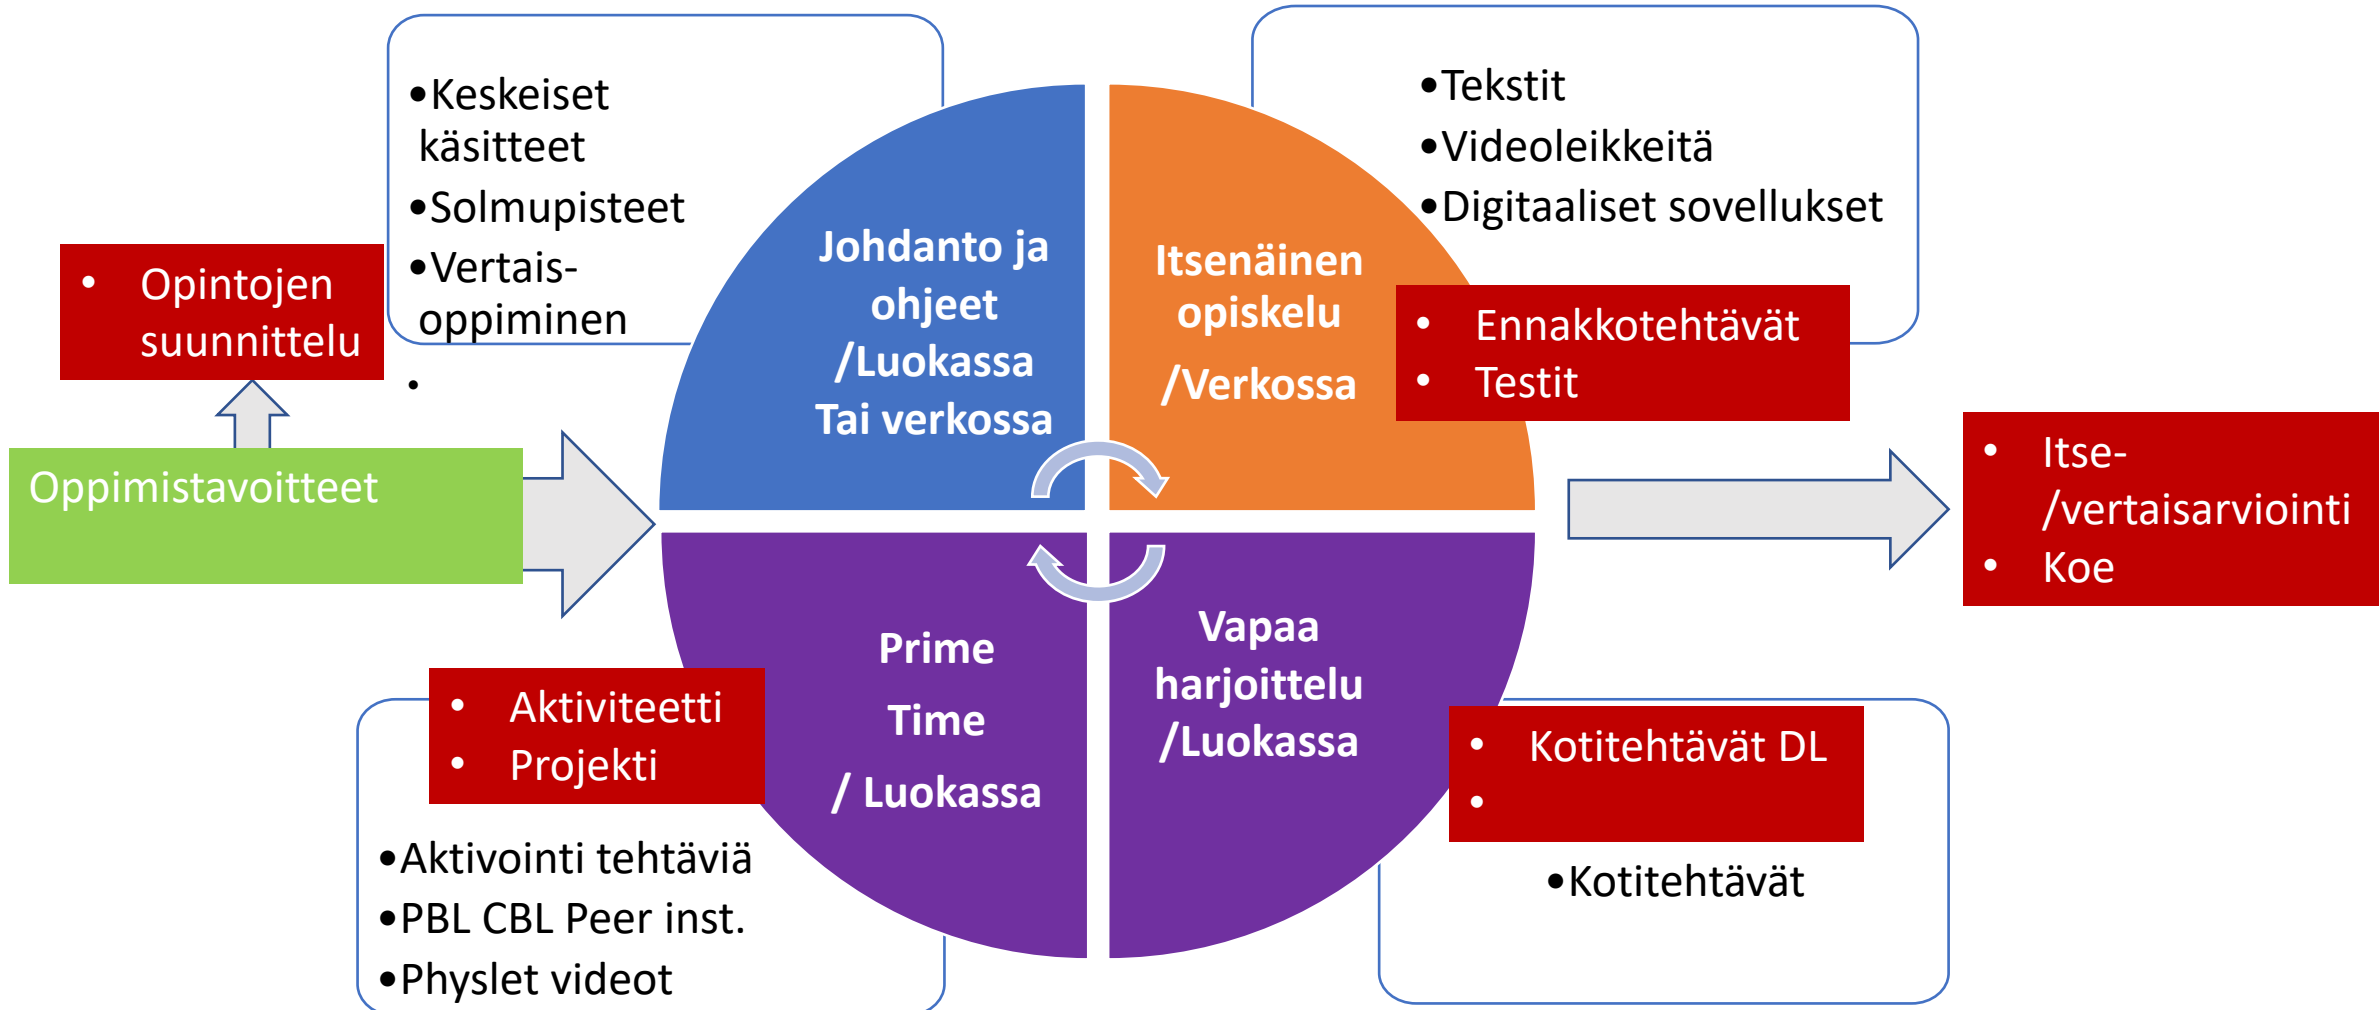 •Keskeiset
käsitteet
•Solmupisteet
•Vertais-
oppiminen
•
• Opintojen
suunnittelu
Oppimistavoitteet
Johdanto ja
ohjeet
/Luokassa
Tai verkossa
Itsenäinen
opiskelu
/Verkossa
•Tekstit
•Videoleikkeitä
•Digitaaliset sovellukset
• Ennakkotehtävät
• Testit
• Itse-
/vertaisarviointi
• Koe
Prime
Time
/ Luokassa
• Aktiviteetti
• Projekti
•Aktivointi tehtäviä
•PBL CBL Peer inst.
•Physlet videot
Vapaa
harjoittelu
/Luokassa
• Kotitehtävät DL
•
•Kotitehtävät